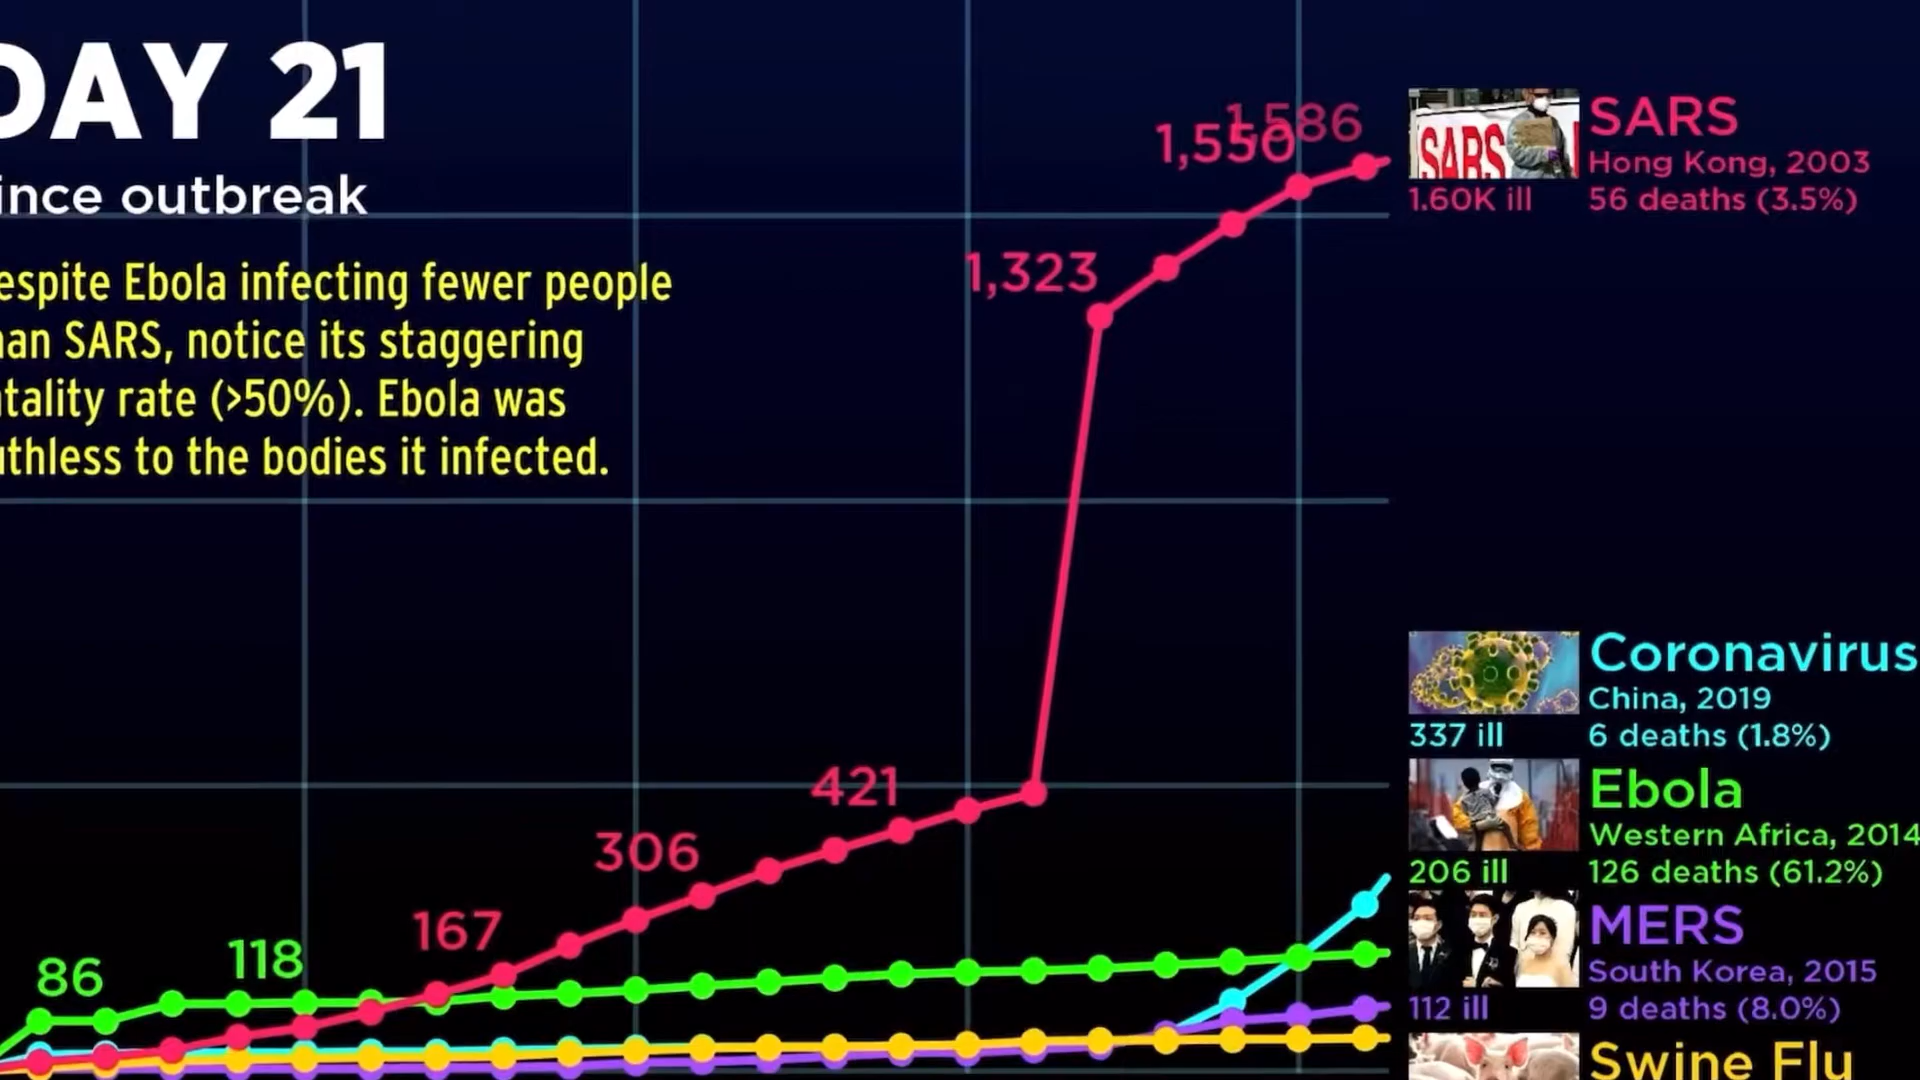 DAY 21
ince outbreak
espite Ebola infecting fewer people
an SARS, notice its staggering
tality rate (>50%). Ebola was
thless to the bodies it infected.
1,586
1,550
1,323
421
306
167
118
86
SARS
SARS
Hong Kong, 2003
1.60K ill
56 deaths (3.5%)
Coronavirus
China, 2019
337 ill
6 deaths (1.8%)
Ebola
Western Africa, 2014
206 ill
126 deaths (61.2%)
MERS
South Korea, 2015
112 ill
9 deaths (8.0%)
Swine Flu